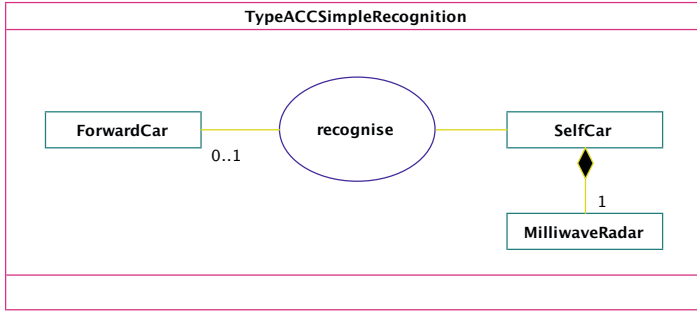 TypeACCSimpleRecognition
ForwardCar
recognise
SelfCar
0..1
1
MilliwaveRadar